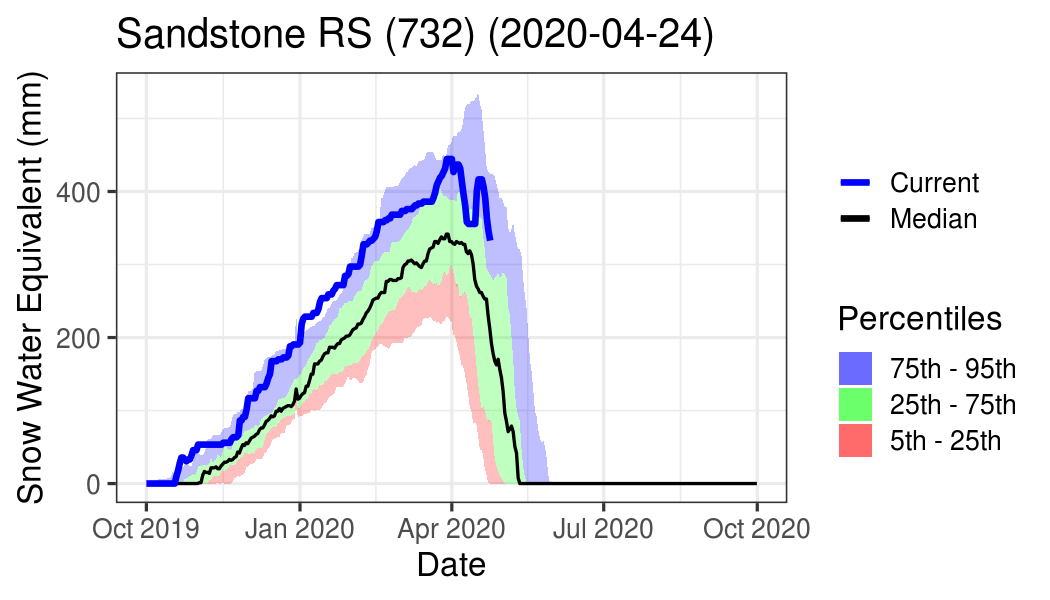 Sandstone RS (732) (2020-04-24)
Snow Water Equivalent (mm)
400
200
0
Oct 2019
Jan 2020
Apr 2020
Jul 2020
Oct 2020
Date
Current
Median
Percentiles
75th - 95th
25th - 75th
5th - 25th